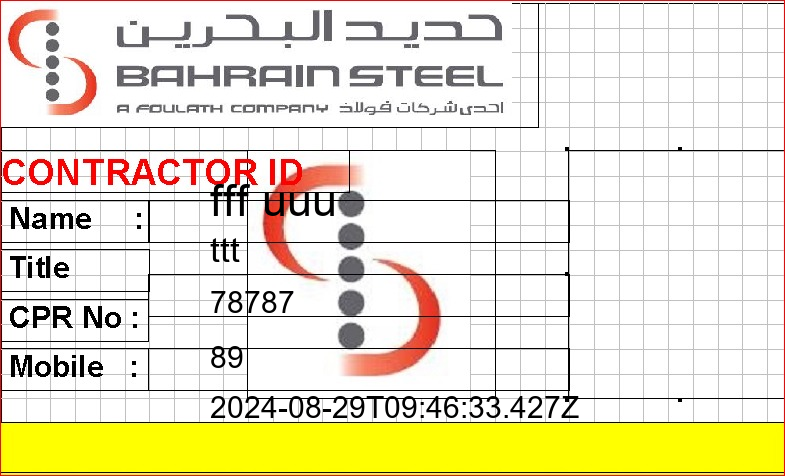 حديد البحرين
BAHRAIN STEEL
A FOULATH COMPANY احدى شركات فولاذ
CONTRACTOR ID
Name : fff uuu
Title ttt
CPR No : 78787
Mobile : 89
2024-08-29T09:46:33.427Z